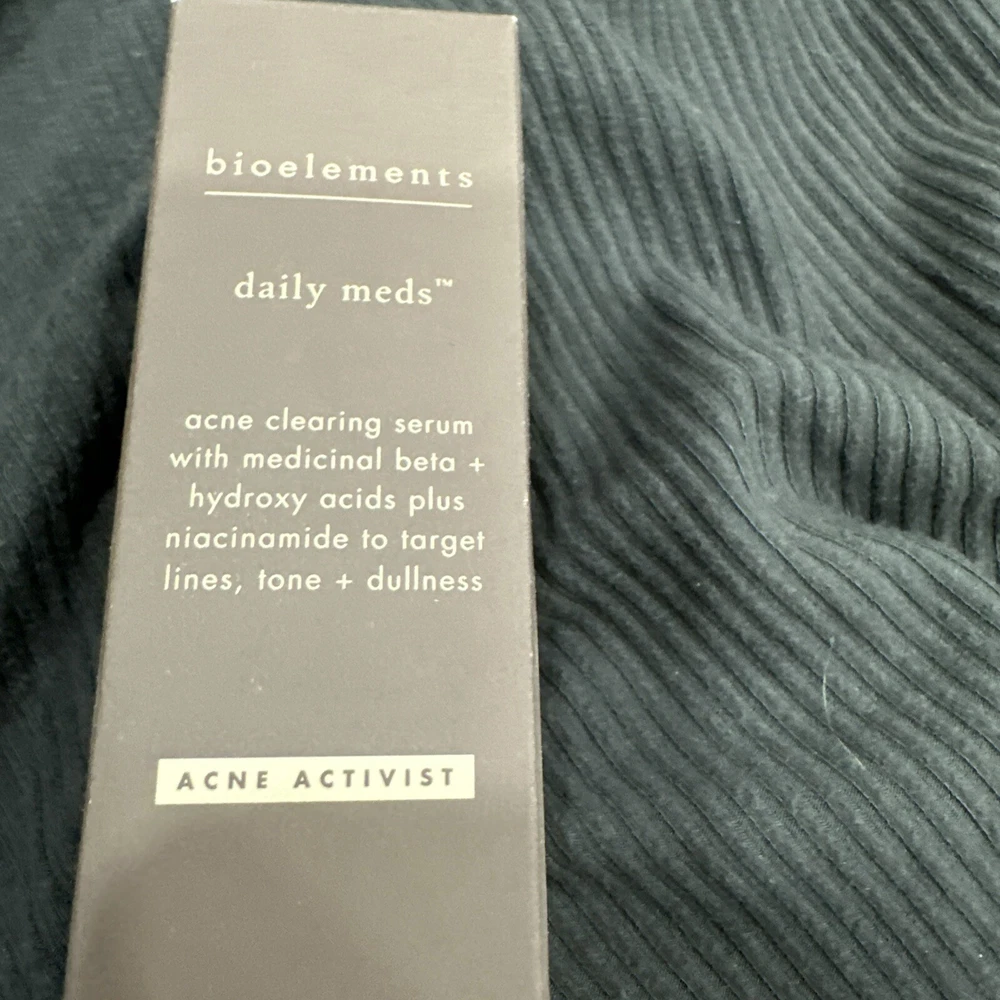 bioelements
daily meds™
acne clearing serum
with medicinal beta +
hydroxy acids plus
niacinamide to target
lines, tone + dullness
ACNE ACTIVIST